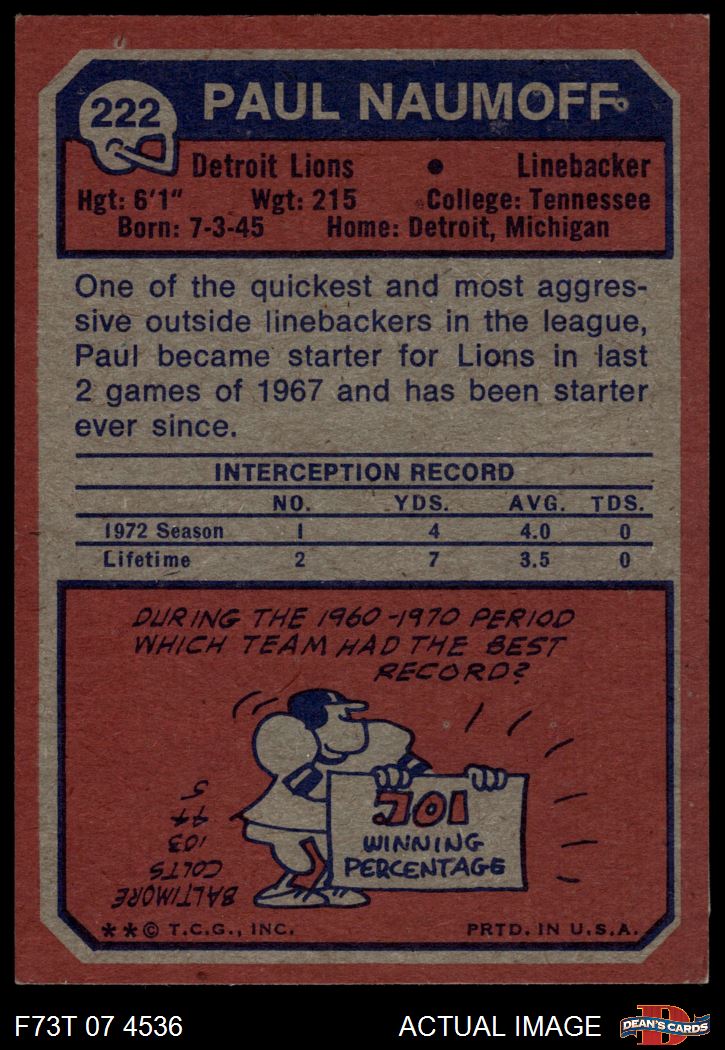 222
PAUL NAUMOFF
Detroit Lions • Linebacker
Hgt: 6'1" Wgt: 215 College: Tennessee
Born: 7-3-45 Home: Detroit, Michigan
One of the quickest and most aggres-
sive outside linebackers in the league,
Paul became starter for Lions in last
2 games of 1967 and has been starter
ever since.
INTERCEPTION RECORD
NO. YDS. AVG. TDS.
1972 Season 1 4 4.0 0
Lifetime 2 7 3.5 0
DURING THE 1960-1970 PERIOD
WHICH TEAM HAD THE BEST
RECORD?
.701
WINNING
PERCENTAGE
BALTIMORE
COLTS
103
44
5
**© T.C.G., INC. PRTD. IN U.S.A.
F73T 07 4536 ACTUAL IMAGE
D
DEAN'S CARDS